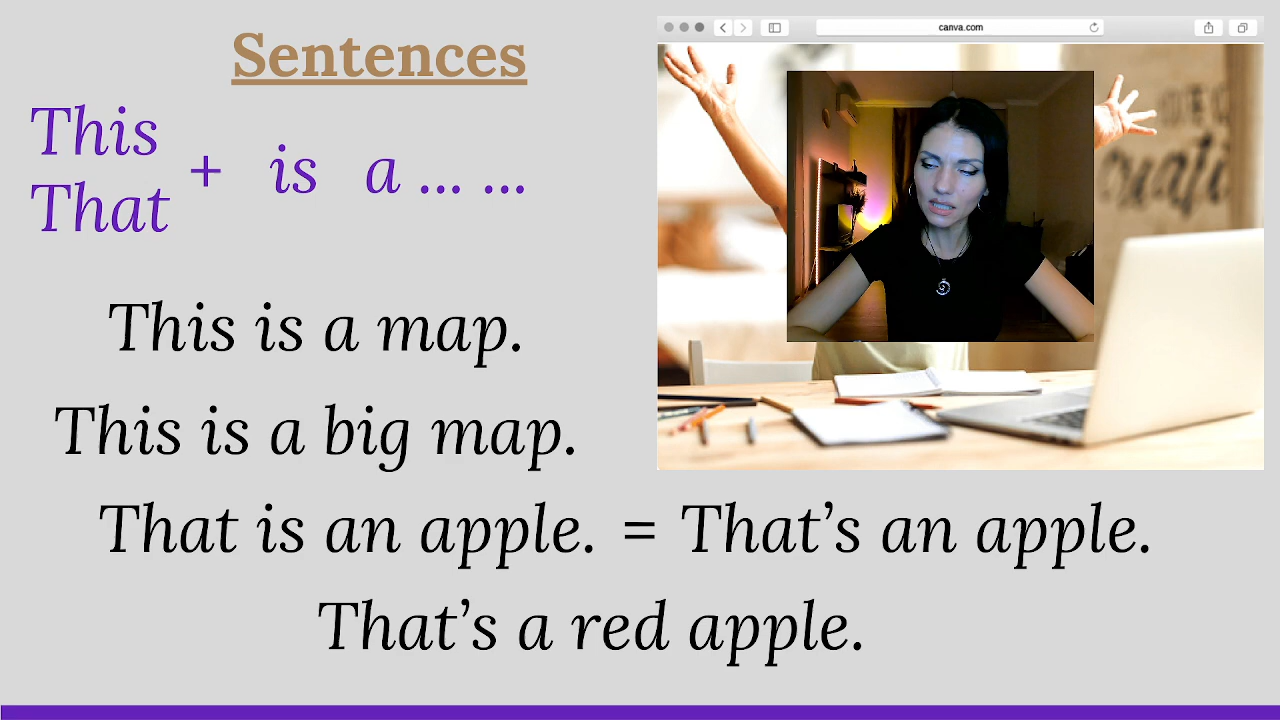 Sentences
This
That
+ is a ... ...
This is a map.
This is a big map.
That is an apple. = That's an apple.
That's a red apple.
canva.com